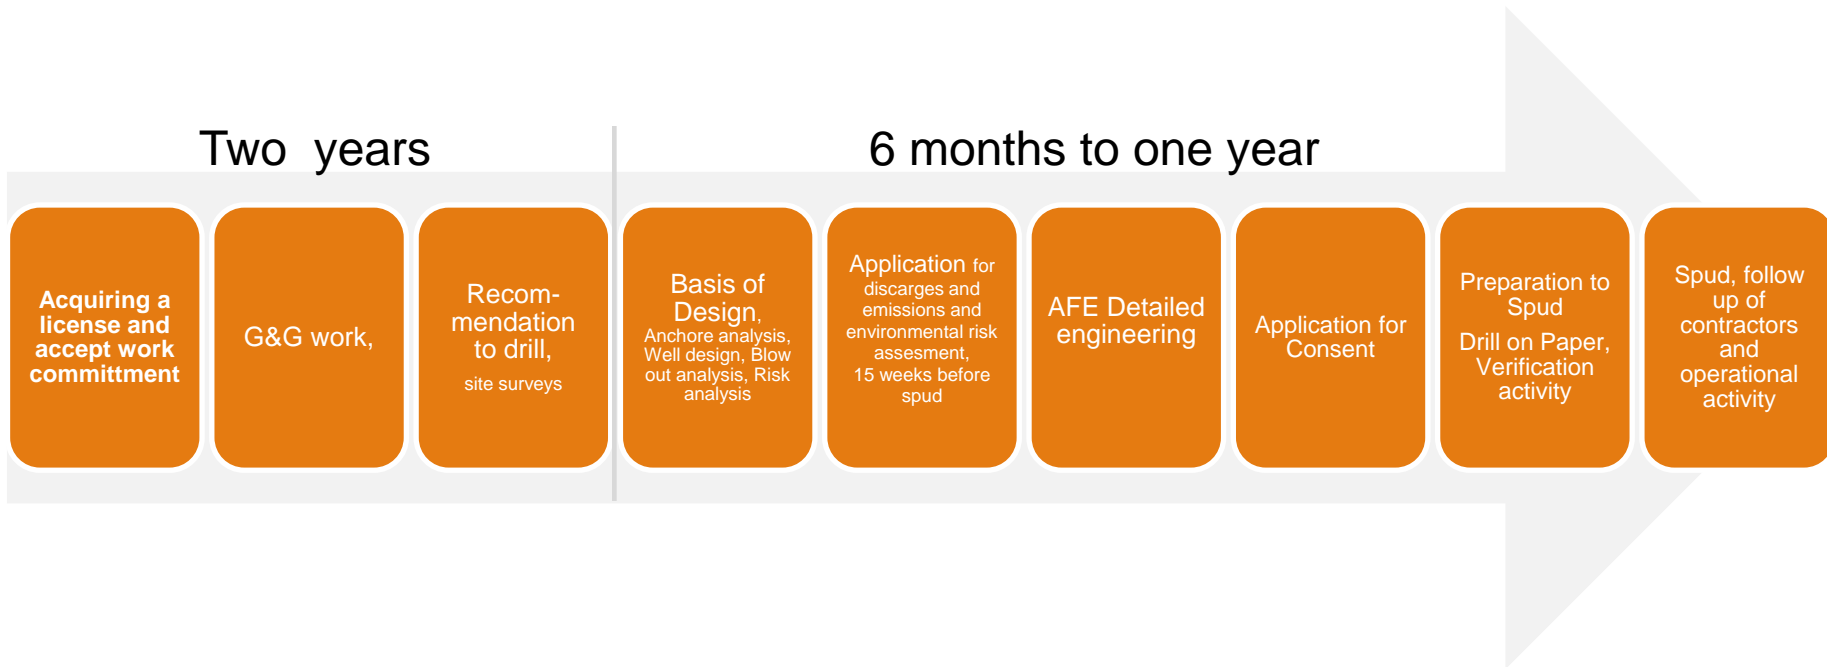 Two years
6 months to one year
Acquiring a
license and
accept work
committment
G&G work,
Recom-
mendation
to drill,
site surveys
Basis of
Design,
Anchore analysis,
Well design, Blow
out analysis, Risk
analysis
Application for
discarges and
emissions and
environmental risk
assesment,
15 weeks before
spud
AFE Detailed
engineering
Application for
Consent
Preparation to
Spud
Drill on Paper,
Verification
activity
Spud, follow
up of
contractors
and
operational
activity